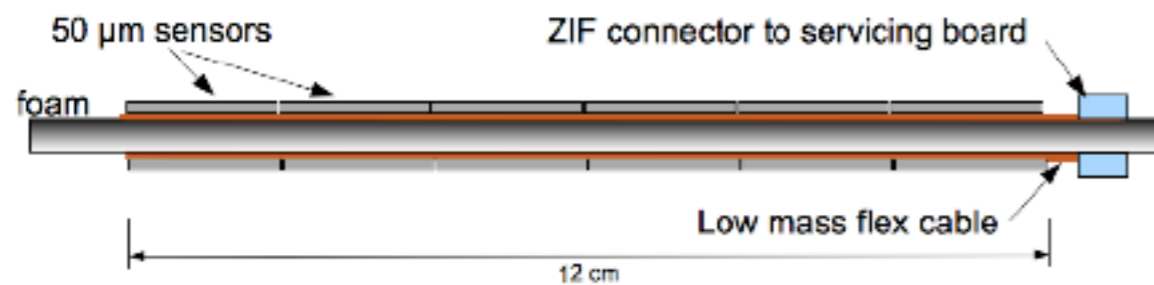 50 µm sensors
ZIF connector to servicing board
foam
Low mass flex cable
12 cm